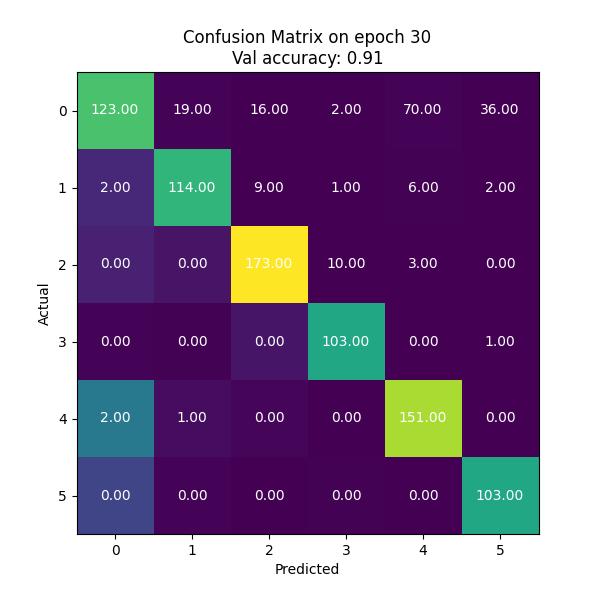 Confusion Matrix on epoch 30
Val accuracy: 0.91
0 123.00 19.00 16.00 2.00 70.00 36.00
1 2.00 114.00 9.00 1.00 6.00 2.00
2 0.00 0.00 173.00 10.00 3.00 0.00
Actual
3 0.00 0.00 0.00 103.00 0.00 1.00
4 2.00 1.00 0.00 0.00 151.00 0.00
5 0.00 0.00 0.00 0.00 0.00 103.00
0 1 2 3 4 5
Predicted